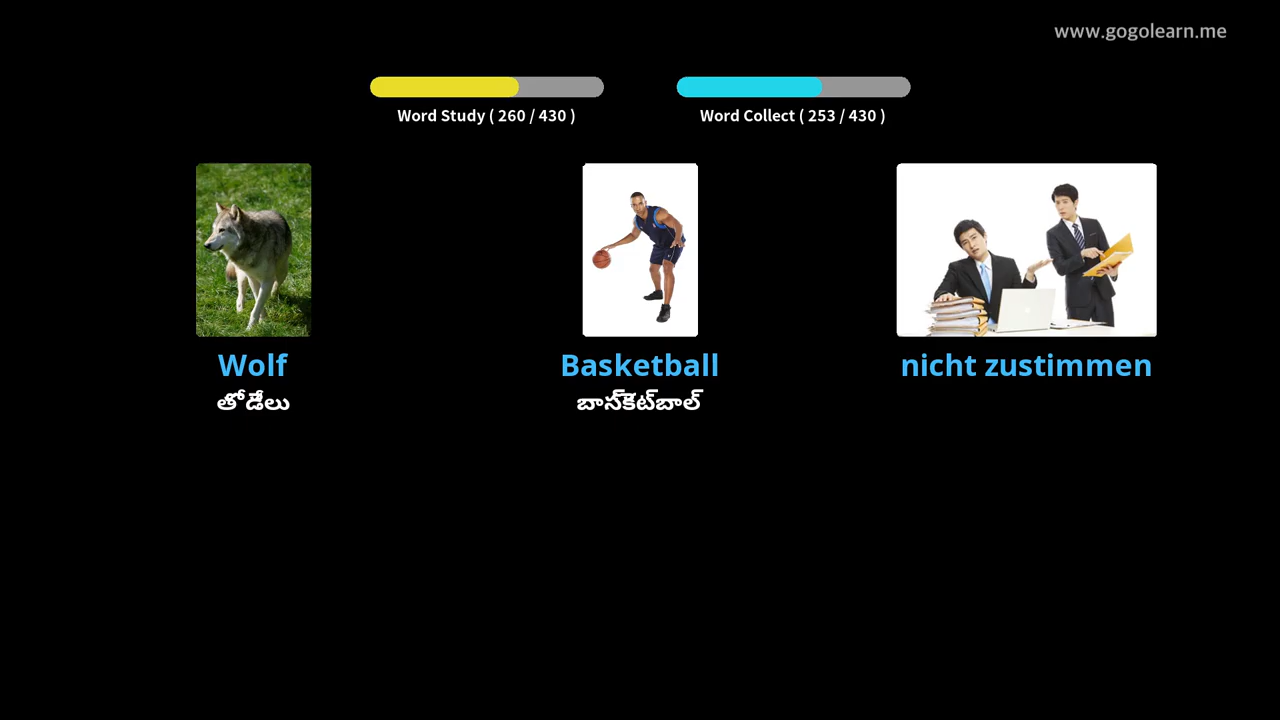 www.gogolearn.me
Word Study ( 260 / 430 )
Word Collect ( 253 / 430 )
Wolf
తోడేలు
Basketball
బాస్కెట్‌బాల్
nicht zustimmen